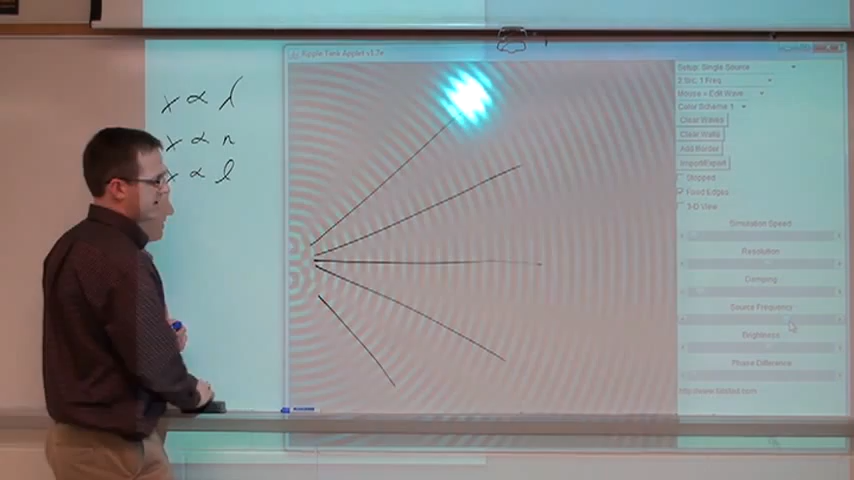 Ripple Tank Applet v1.7e
x ∝ λ
x ∝ n
x ∝ l
Setup: Single Source
2 Src, 1 Freq
Mouse = Edit Wave
Color Scheme 1
Clear Waves
Clear Walls
Add Border
Import/Export
Stopped
Fixed Edges
3-D View
Simulation Speed
Resolution
Damping
Source Frequency
Brightness
Phase Difference
http://www.falstad.com